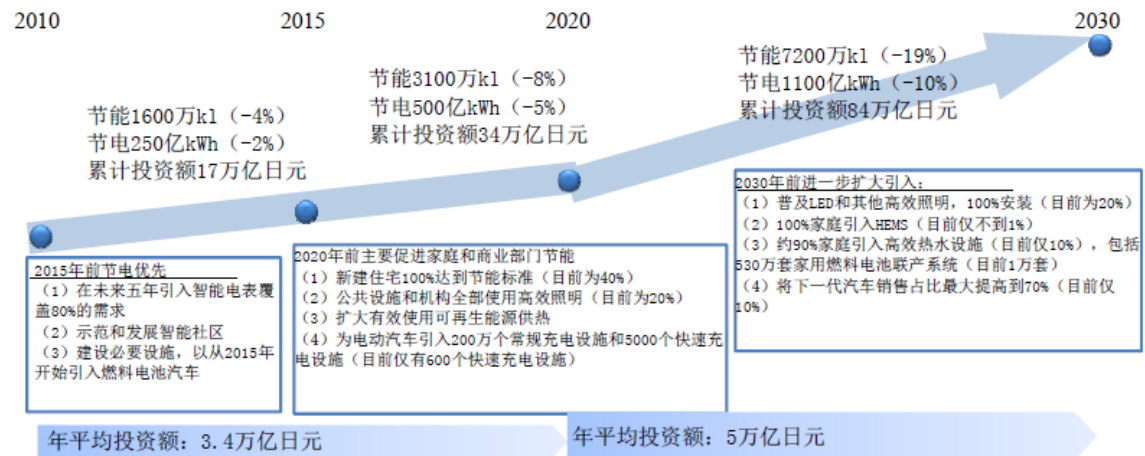 2010
2015
2020
2030
节能1600万kl（-4%）
节电250亿kWh（-2%）
累计投资额17万亿日元
节能3100万kl（-8%）
节电500亿kWh（-5%）
累计投资额34万亿日元
节能7200万kl（-19%）
节电1100亿kWh（-10%）
累计投资额84万亿日元
2015年前节电优先
（1）在未来五年引入智能电表覆
盖80%的需求
（2）示范和发展智能社区
（3）建设必要设施，以从2015年
开始引入燃料电池汽车
2020年前主要促进家庭和商业部门节能
（1）新建住宅100%达到节能标准（目前为40%）
（2）公共设施和机构全部使用高效照明（目前为20%）
（3）扩大有效使用可再生能源供热
（4）为电动汽车引入200万个常规充电设施和5000个快速充
电设施（目前仅有600个快速充电设施）
2030年前进一步扩大引入：
（1）普及LED和其他高效照明，100%安装（目前为20%）
（2）100%家庭引入HEMS（目前仅不到1%）
（3）约90%家庭引入高效热水设施（目前仅10%），包括
530万套家用燃料电池联产系统（目前1万套）
（4）将下一代汽车销售占比最大提高到70%（目前仅
10%）
年平均投资额：3.4万亿日元
年平均投资额：5万亿日元